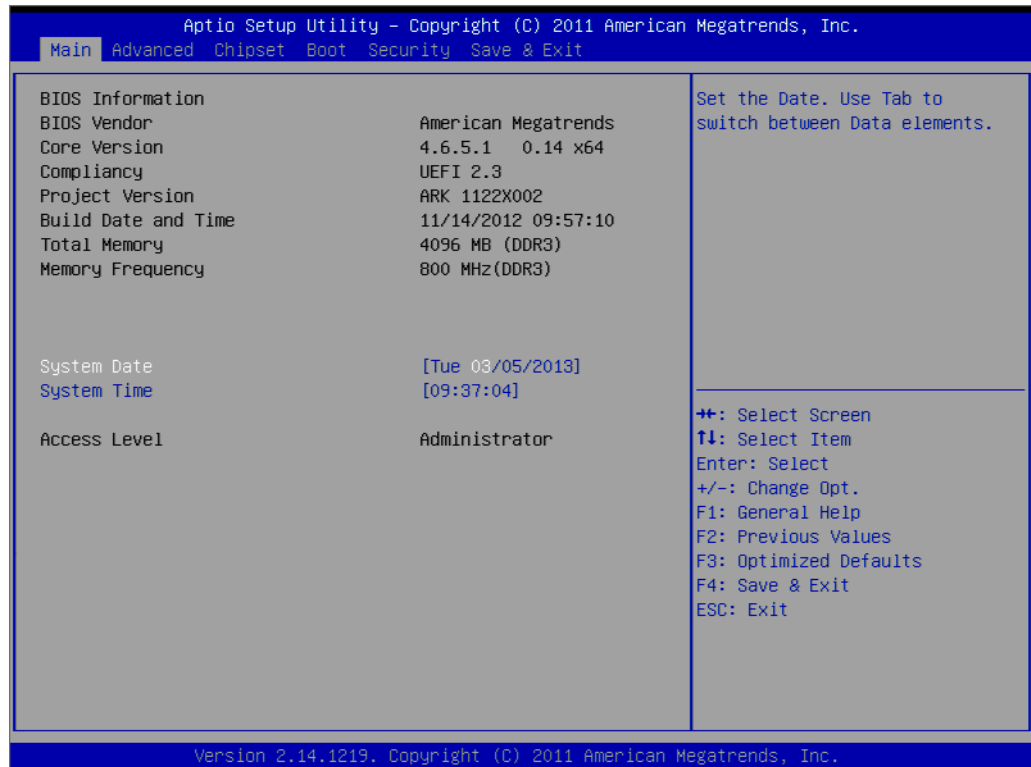 Aptio Setup Utility – Copyright (C) 2011 American Megatrends, Inc.
Main Advanced Chipset Boot Security Save & Exit
BIOS Information
BIOS Vendor American Megatrends
Core Version 4.6.5.1 0.14 x64
Compliancy UEFI 2.3
Project Version ARK 1122X002
Build Date and Time 11/14/2012 09:57:10
Total Memory 4096 MB (DDR3)
Memory Frequency 800 MHz(DDR3)
System Date [Tue 03/05/2013]
System Time [09:37:04]
Access Level Administrator
Set the Date. Use Tab to
switch between Data elements.
→←: Select Screen
↑↓: Select Item
Enter: Select
+/-: Change Opt.
F1: General Help
F2: Previous Values
F3: Optimized Defaults
F4: Save & Exit
ESC: Exit
Version 2.14.1219. Copyright (C) 2011 American Megatrends, Inc.